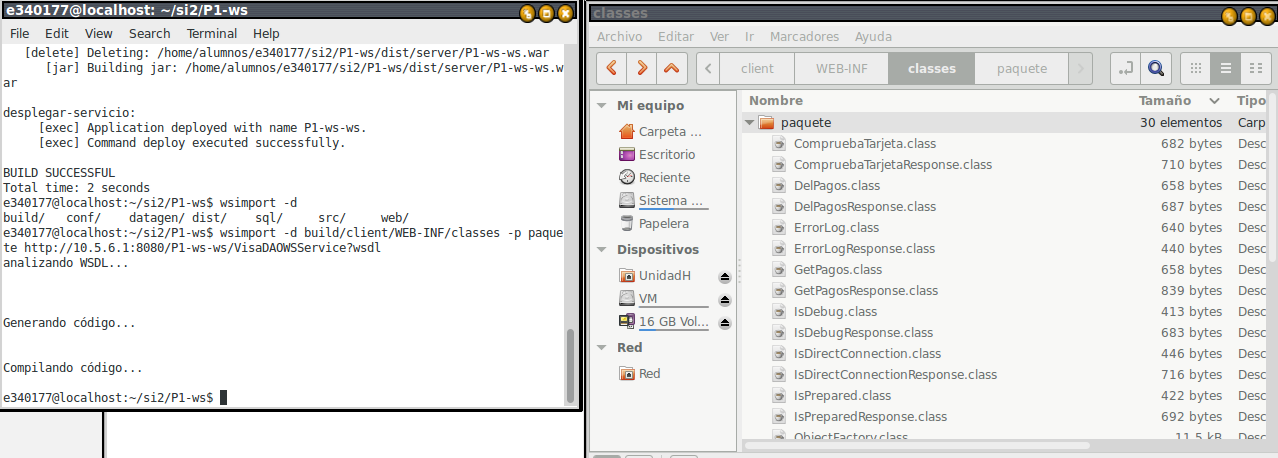 e340177@localhost: ~/si2/P1-ws
File Edit View Search Terminal Help
[delete] Deleting: /home/alumnos/e340177/si2/P1-ws/dist/server/P1-ws-ws.war
[jar] Building jar: /home/alumnos/e340177/si2/P1-ws/dist/server/P1-ws-ws.w
ar
desplegar-servicio:
[exec] Application deployed with name P1-ws-ws.
[exec] Command deploy executed successfully.
BUILD SUCCESSFUL
Total time: 2 seconds
e340177@localhost:~/si2/P1-ws$ wsimport -d
build/ conf/ datagen/ dist/ sql/ src/ web/
e340177@localhost:~/si2/P1-ws$ wsimport -d build/client/WEB-INF/classes -p paque
te http://10.5.6.1:8080/P1-ws-ws/VisaDAOWSService?wsdl
analizando WSDL...
Generando código...
Compilando código...
e340177@localhost:~/si2/P1-ws$
classes
Archivo Editar Ver Ir Marcadores Ayuda
client WEB-INF classes paquete
Mi equipo
Carpeta ...
Escritorio
Reciente
Sistema ...
Papelera
Dispositivos
UnidadH
VM
16 GB Vol...
Red
Red
Nombre Tamaño Tipo
paquete 30 elementos Carp
CompruebaTarjeta.class 682 bytes Desc
CompruebaTarjetaResponse.class 710 bytes Desc
DelPagos.class 658 bytes Desc
DelPagosResponse.class 687 bytes Desc
ErrorLog.class 640 bytes Desc
ErrorLogResponse.class 440 bytes Desc
GetPagos.class 658 bytes Desc
GetPagosResponse.class 839 bytes Desc
IsDebug.class 413 bytes Desc
IsDebugResponse.class 683 bytes Desc
IsDirectConnection.class 446 bytes Desc
IsDirectConnectionResponse.class 716 bytes Desc
IsPrepared.class 422 bytes Desc
IsPreparedResponse.class 692 bytes Desc
ObjectFactory.class 11,5 kB Desc